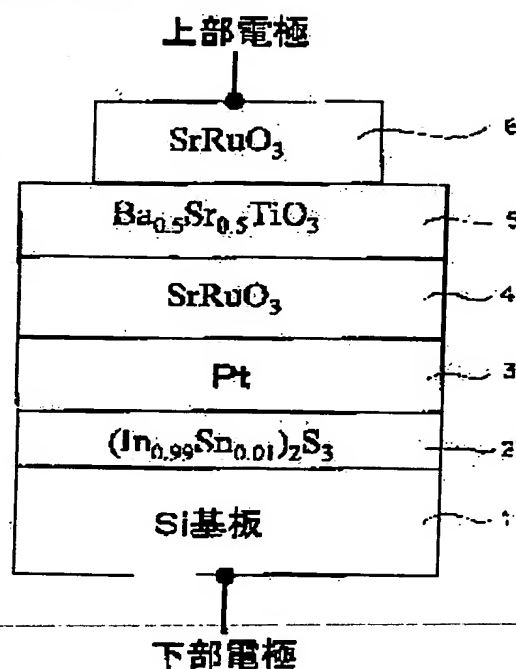 上部電極
SrRuO₃ 6
Ba₀.₅Sr₀.₅TiO₃ 5
SrRuO₃ 4
Pt 3
(In₀.₉₉Sn₀.₀₁)₂S₃ 2
Si基板 1
下部電極